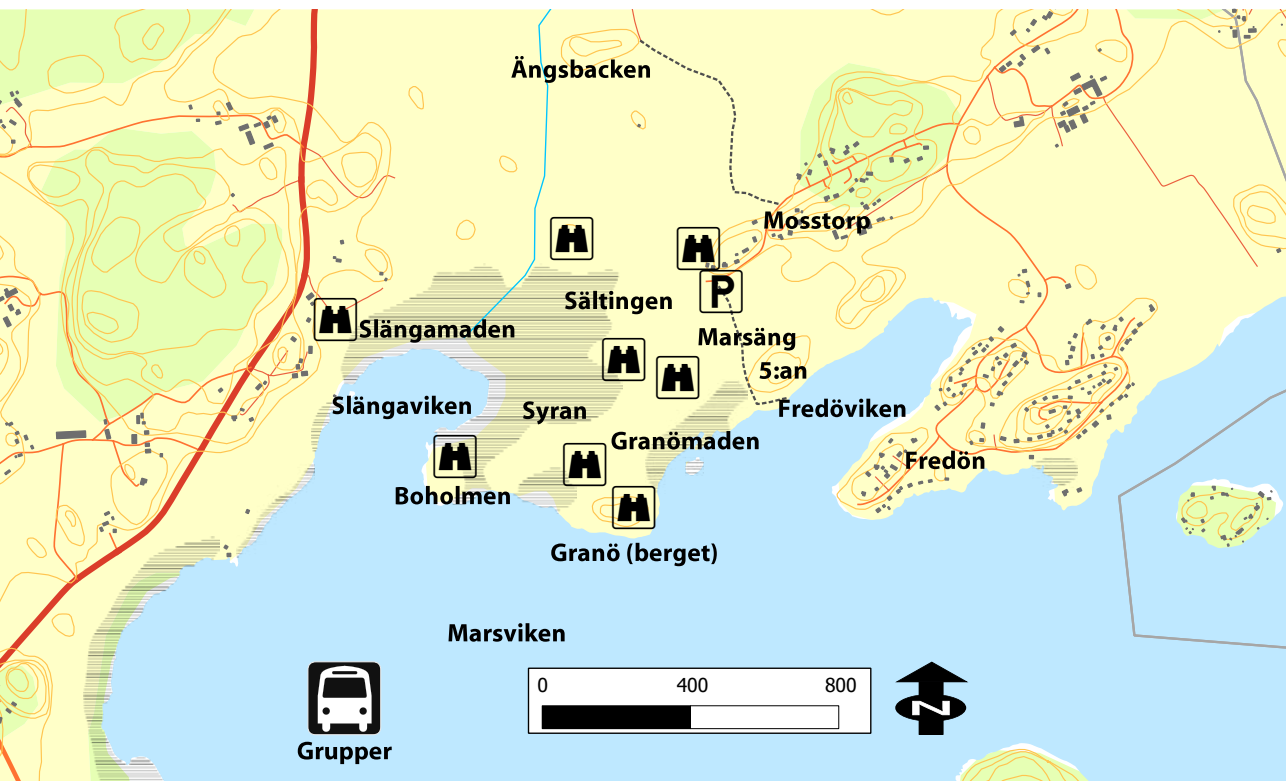 Ängsbacken
Mosstorp
P
Sältingen
Slängamaden
Marsäng
5:an
Slängaviken
Syran
Fredöviken
Granömaden
Fredön
Boholmen
Granö (berget)
Marsviken
0 400 800
N
Grupper